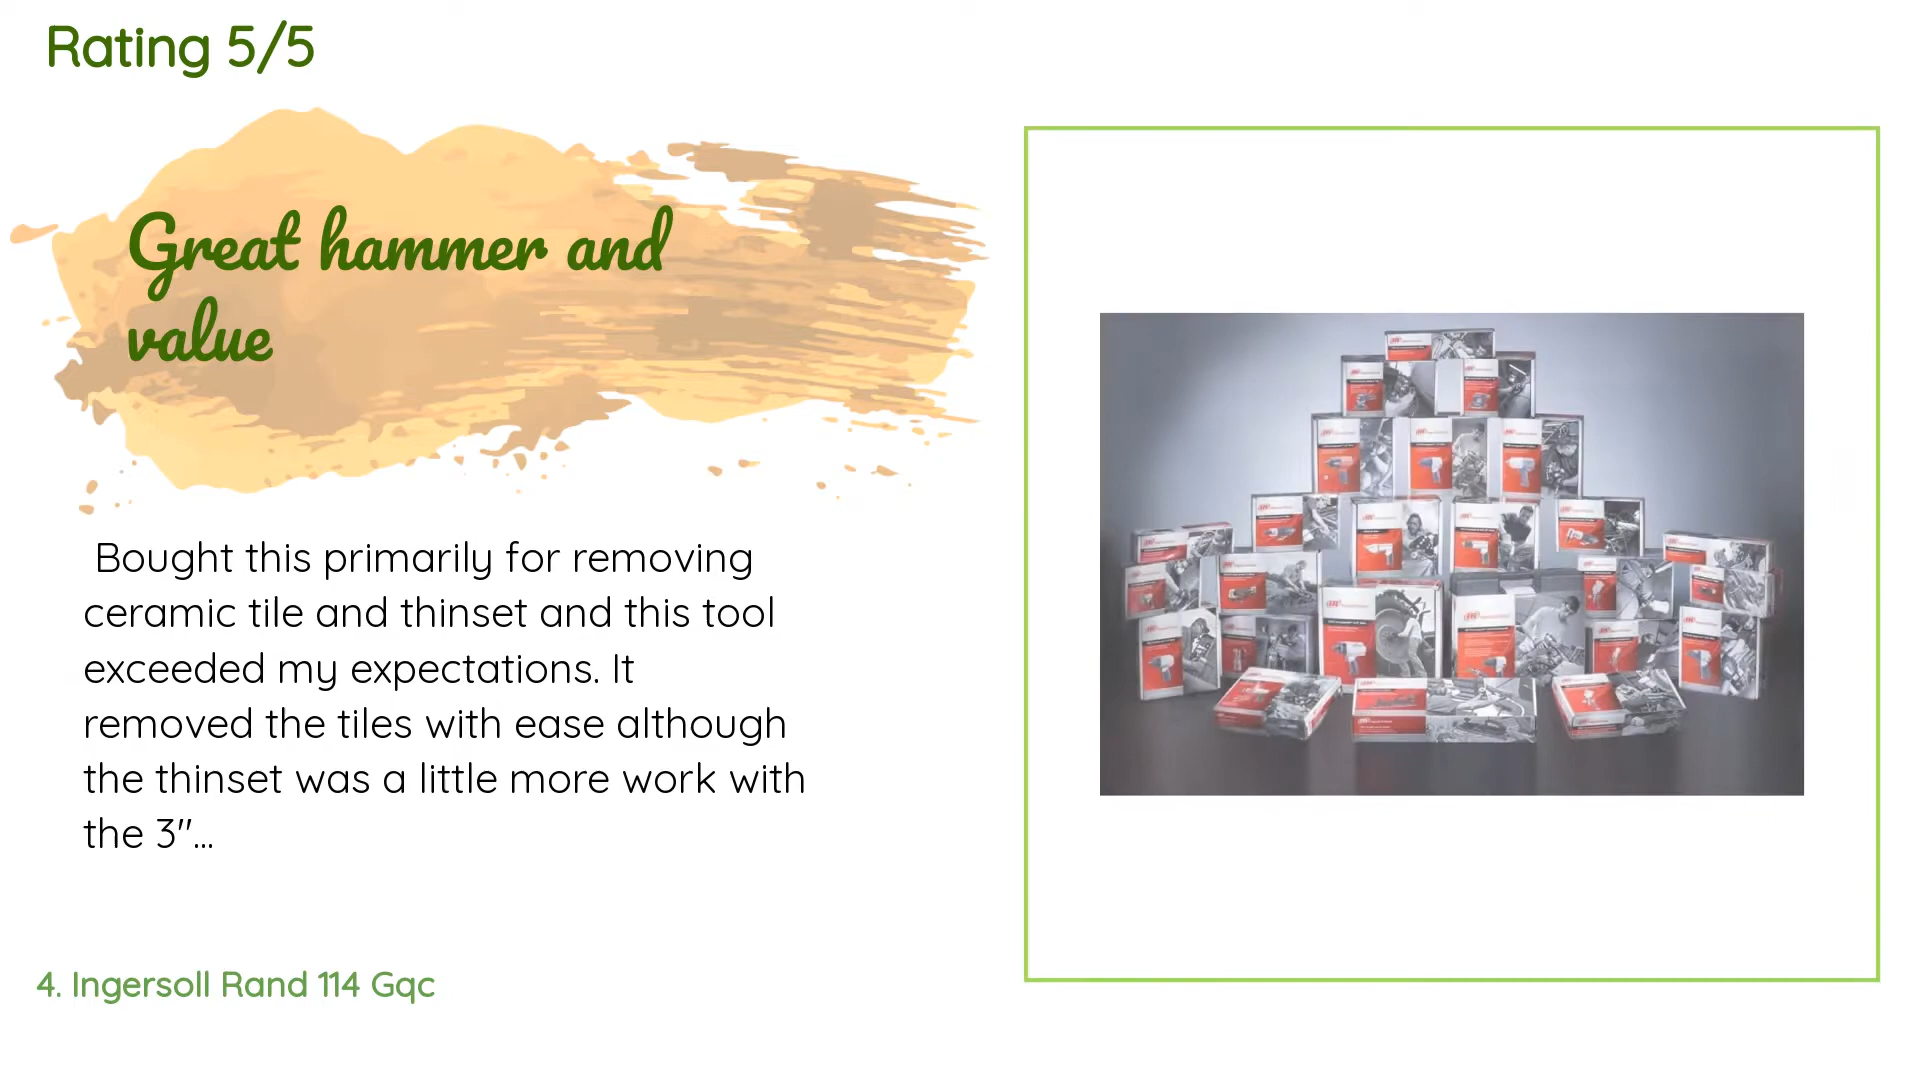 Rating 5/5
Great hammer and
value
Bought this primarily for removing
ceramic tile and thinset and this tool
exceeded my expectations. It
removed the tiles with ease although
the thinset was a little more work with
the 3"...
4. Ingersoll Rand 114 Gqc